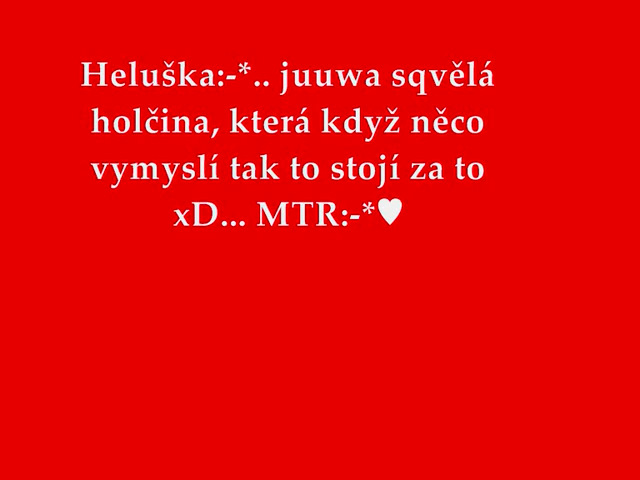 Heluška:-*.. juuwa sqvělá
holčina, která když něco
vymyslí tak to stojí za to
xD... MTR:-*♥